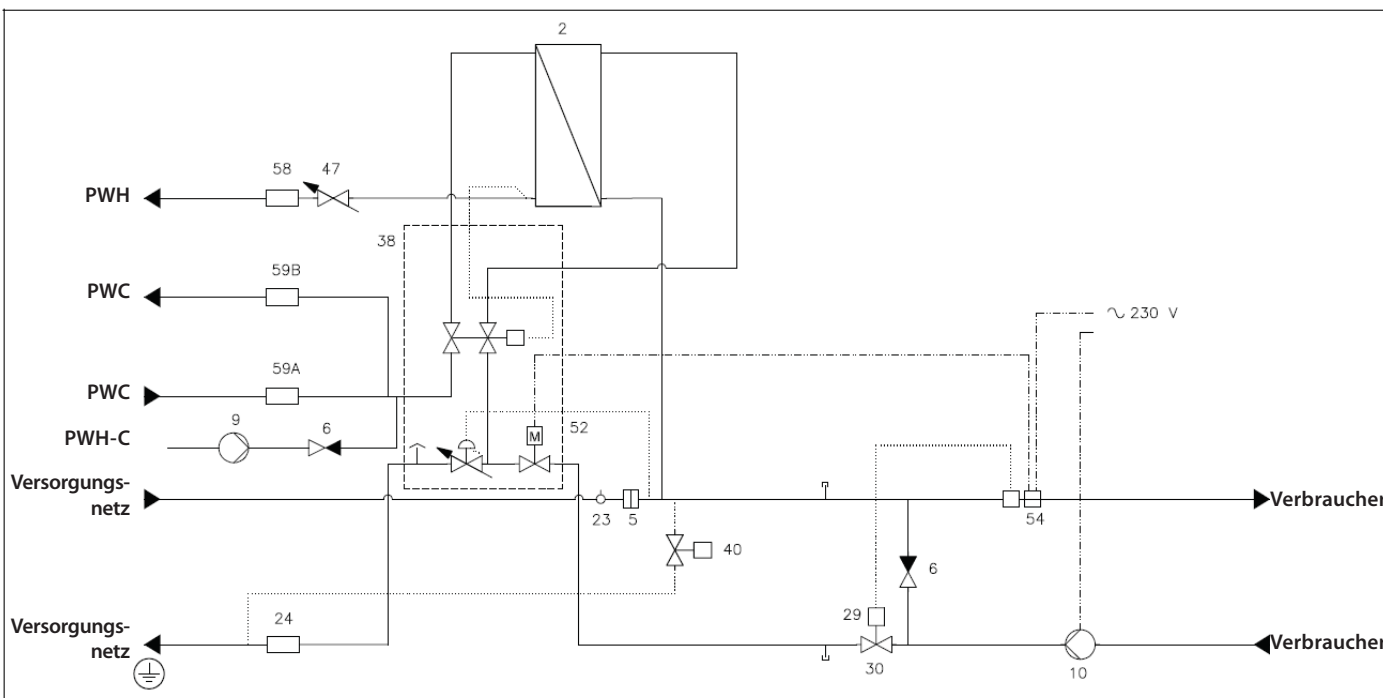 2
PWH
58
47
38
PWC
59B
∿ 230 V
PWC
59A
PWH-C
9
6
M
52
Versorgungs-
netz
23
5
54
Verbraucher
40
6
Versorgungs-
netz
24
29
30
10
Verbraucher